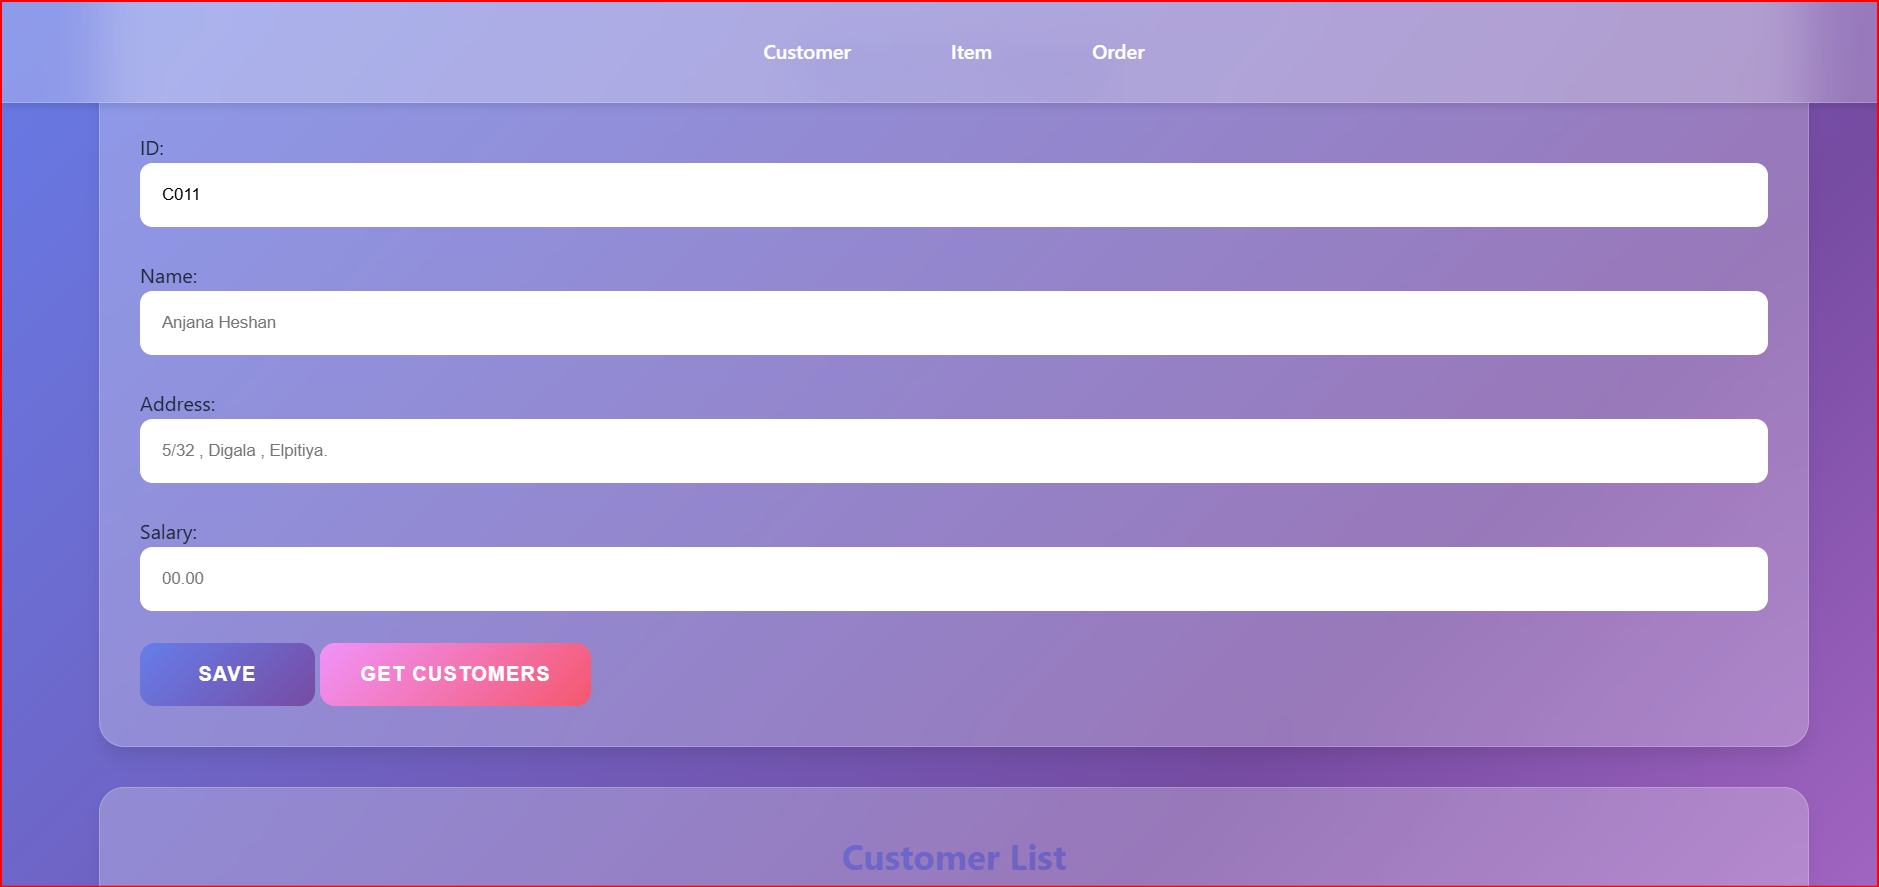 Customer Item Order
ID:
C011
Name:
Anjana Heshan
Address:
5/32 , Digala , Elpitiya.
Salary:
00.00
SAVE GET CUSTOMERS
Customer List